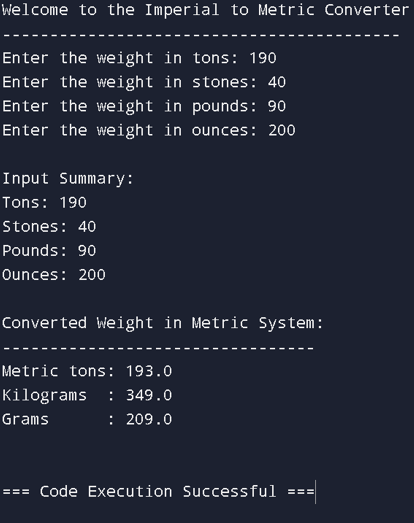 Welcome to the Imperial to Metric Converter
------------------------------------------
Enter the weight in tons: 190
Enter the weight in stones: 40
Enter the weight in pounds: 90
Enter the weight in ounces: 200
Input Summary:
Tons: 190
Stones: 40
Pounds: 90
Ounces: 200
Converted Weight in Metric System:
---------------------------------
Metric tons: 193.0
Kilograms  : 349.0
Grams      : 209.0
=== Code Execution Successful ===